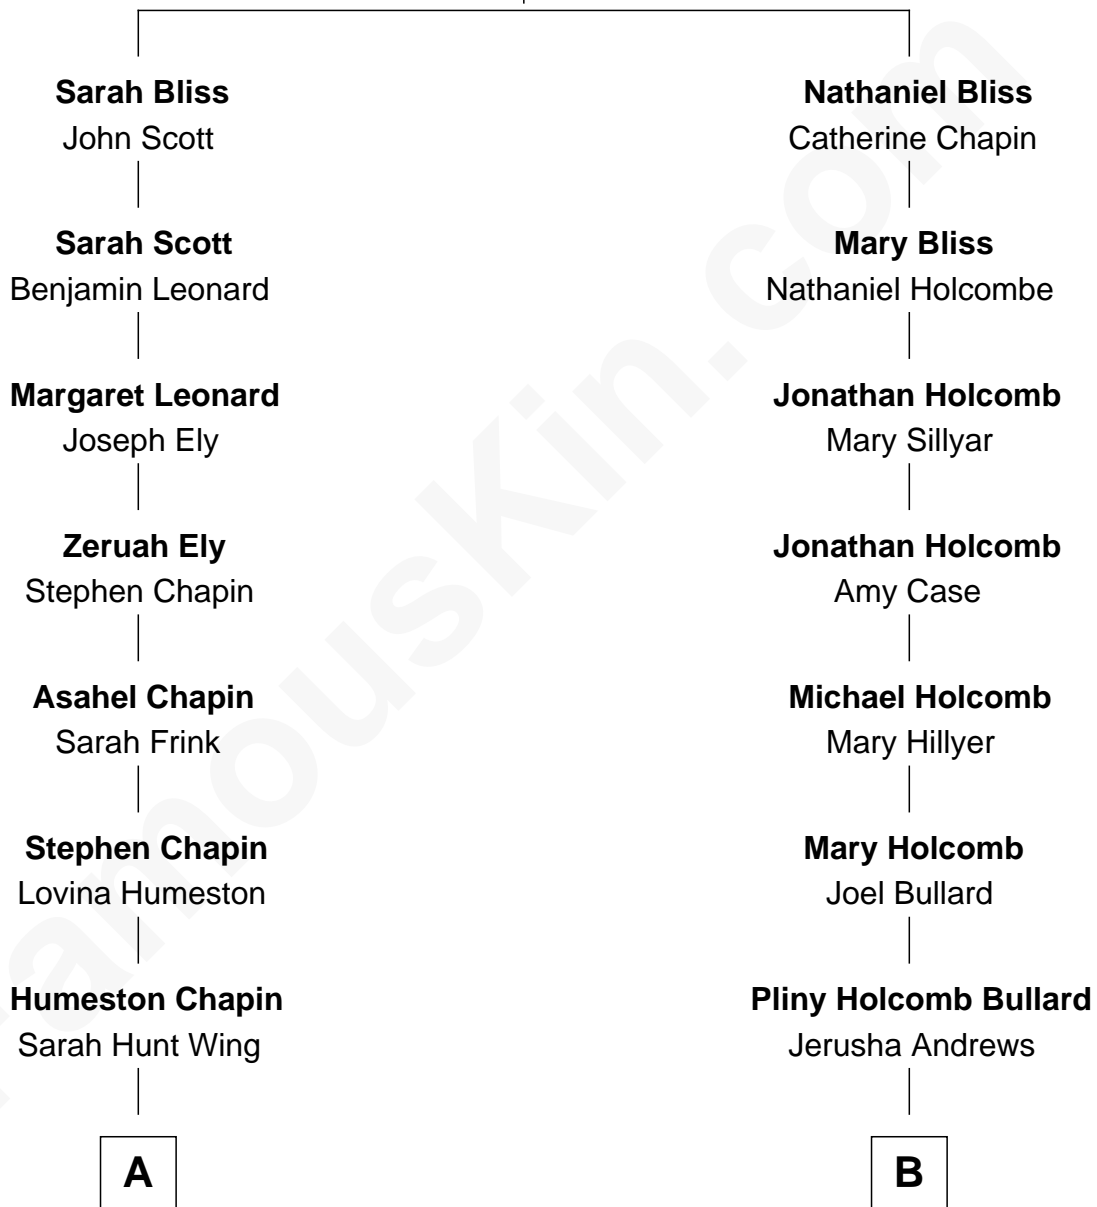 Sarah Bliss
John Scott
Sarah Scott
Benjamin Leonard
Margaret Leonard
Joseph Ely
Zeruah Ely
Stephen Chapin
Asahel Chapin
Sarah Frink
Stephen Chapin
Lovina Humeston
Humeston Chapin
Sarah Hunt Wing
A
Nathaniel Bliss
Catherine Chapin
Mary Bliss
Nathaniel Holcombe
Jonathan Holcomb
Mary Sillyar
Jonathan Holcomb
Amy Case
Michael Holcomb
Mary Hillyer
Mary Holcomb
Joel Bullard
Pliny Holcomb Bullard
Jerusha Andrews
B
FamousKin.com